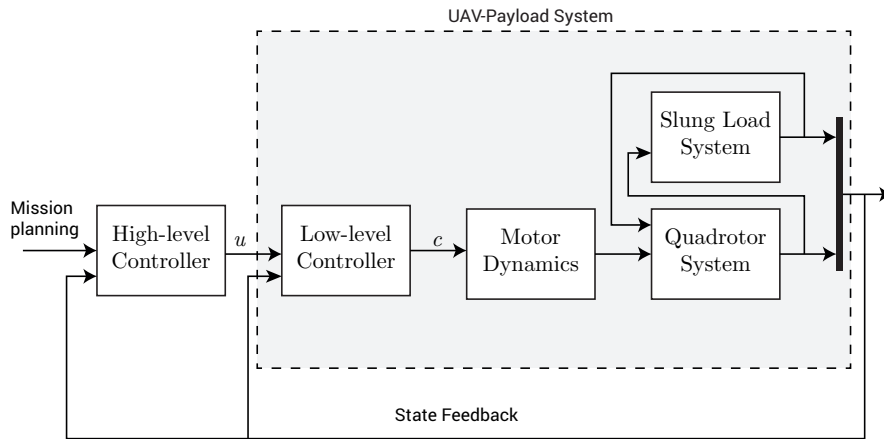 UAV-Payload System
Slung Load
System
Mission
planning
High-level
Controller
u
Low-level
Controller
c
Motor
Dynamics
Quadrotor
System
State Feedback